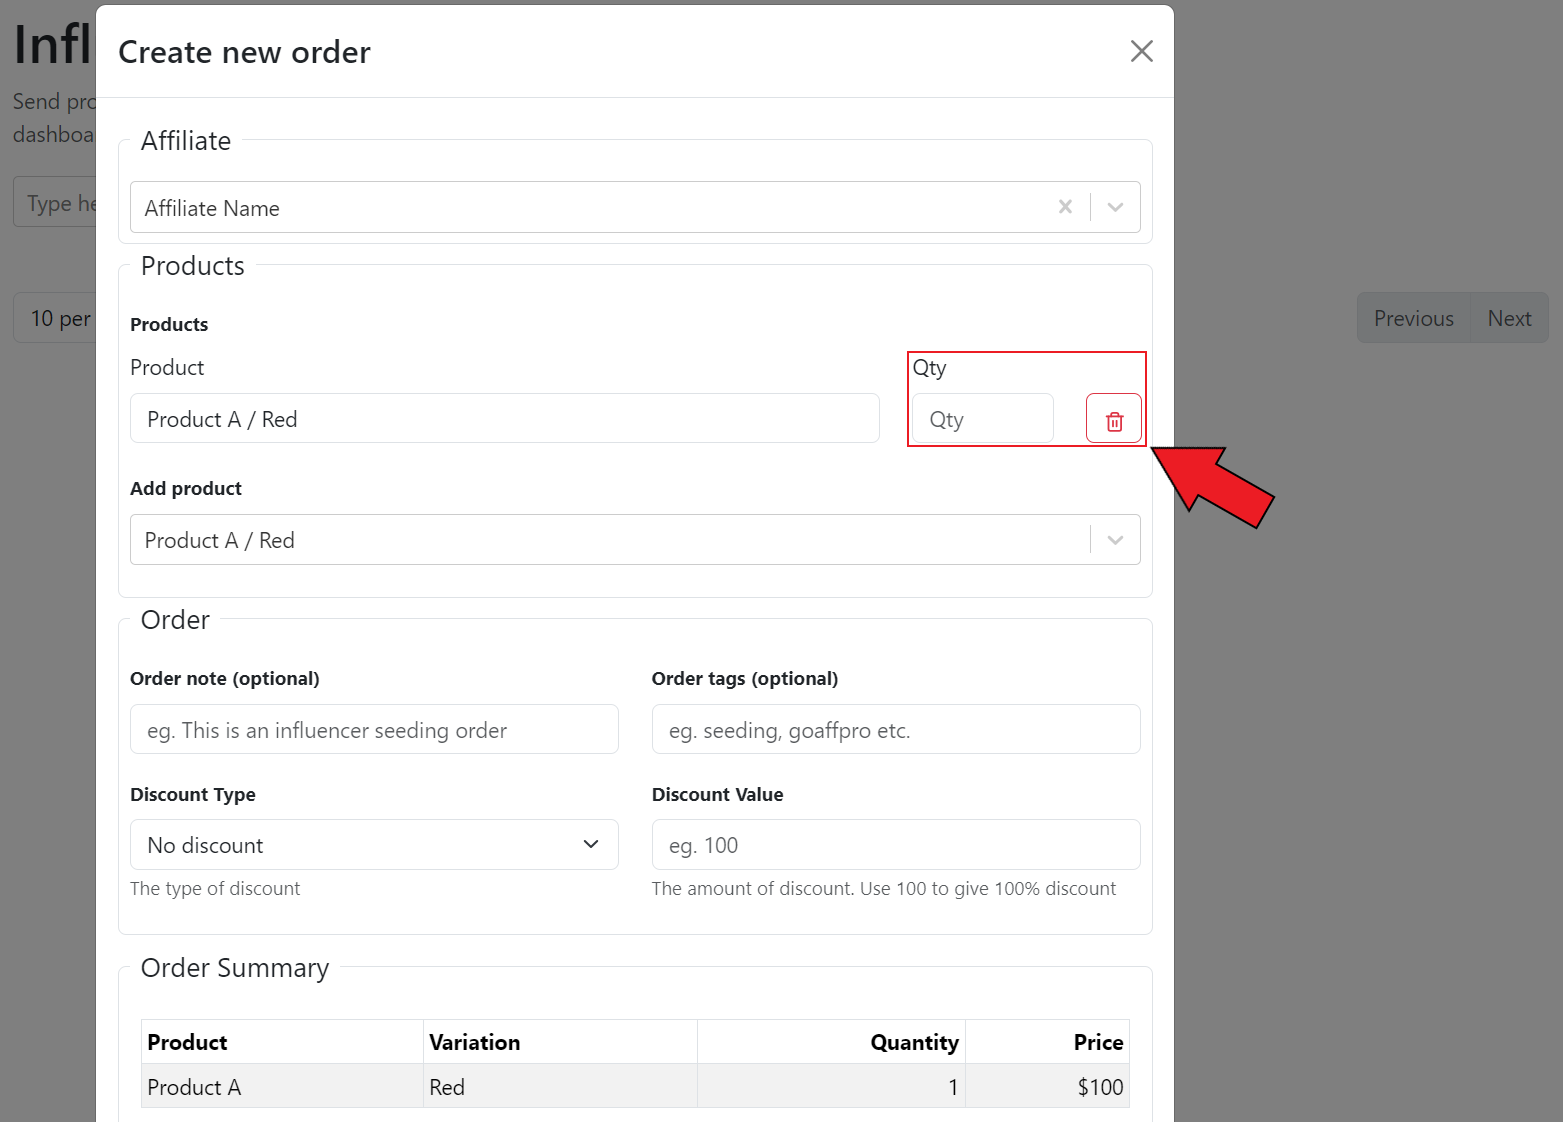 Infl
Send pro
dashboa
Type he
10 per
Previous
Next
Create new order
Affiliate
Affiliate Name
Products
Products
Product
Qty
Product A / Red
Qty
Add product
Product A / Red
Order
Order note (optional)
Order tags (optional)
eg. This is an influencer seeding order
eg. seeding, goaffpro etc.
Discount Type
Discount Value
No discount
eg. 100
The type of discount
The amount of discount. Use 100 to give 100% discount
Order Summary
Product Variation Quantity Price
Product A Red 1 $100